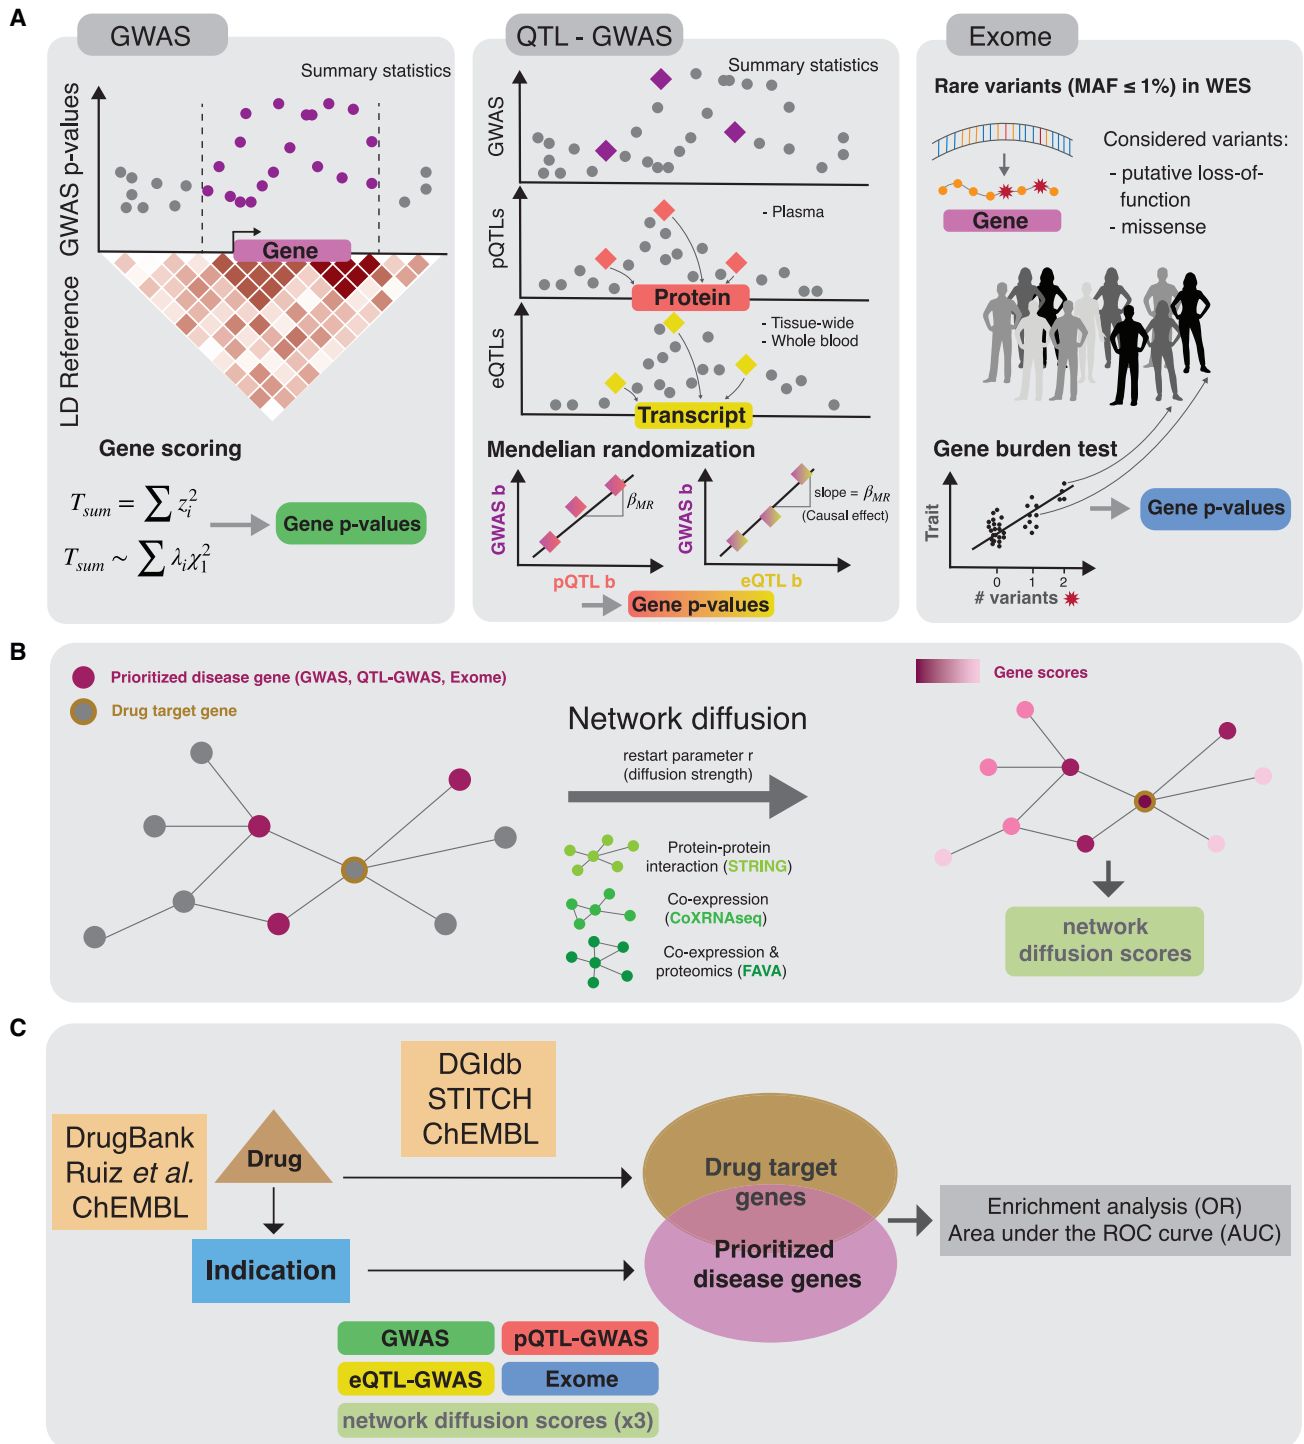 A
GWAS
Summary statistics
GWAS p-values
Gene
LD Reference
Gene scoring
T_sum = ∑ z_i^2
T_sum ~ ∑ λ_i χ_1^2
Gene p-values
QTL - GWAS
Summary statistics
GWAS
pQTLs
- Plasma
Protein
eQTLs
- Tissue-wide
- Whole blood
Transcript
Mendelian randomization
GWAS b
β_MR
pQTL b
GWAS b
slope = β_MR
(Causal effect)
eQTL b
Gene p-values
Exome
Rare variants (MAF ≤ 1%) in WES
Considered variants:
- putative loss-of-
function
- missense
Gene
Gene burden test
Trait
0 1 2
# variants
Gene p-values
B
Prioritized disease gene (GWAS, QTL-GWAS, Exome)
Drug target gene
Network diffusion
restart parameter r
(diffusion strength)
Protein-protein
interaction (STRING)
Co-expression
(CoXRNAseq)
Co-expression &
proteomics (FAVA)
Gene scores
network
diffusion scores
C
DrugBank
Ruiz et al.
ChEMBL
Drug
Indication
DGIdb
STITCH
ChEMBL
Drug target
genes
Prioritized
disease genes
Enrichment analysis (OR)
Area under the ROC curve (AUC)
GWAS
pQTL-GWAS
eQTL-GWAS
Exome
network diffusion scores (x3)